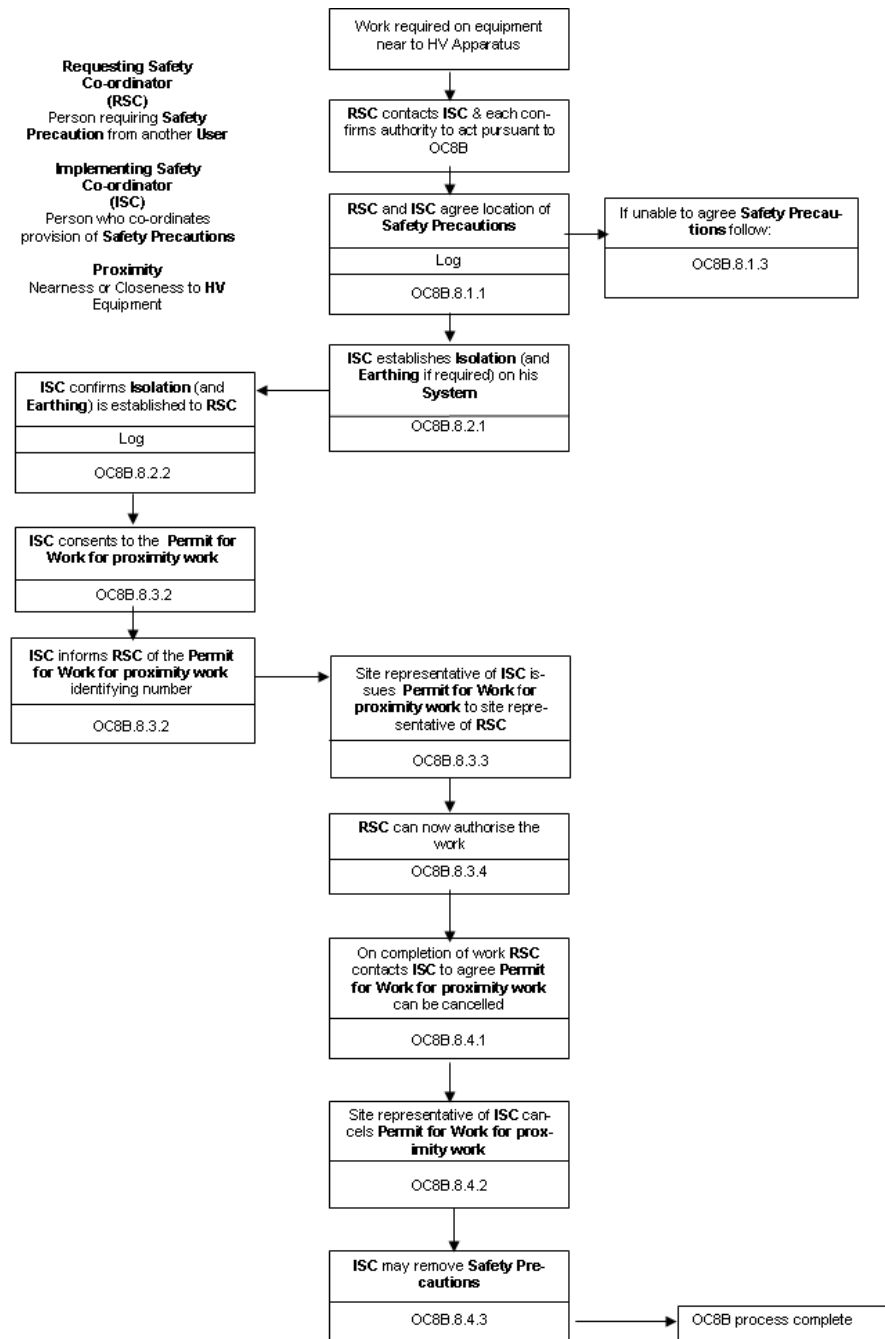 Work required on equipment
near to HV Apparatus
Requesting Safety
Co-ordinator
(RSC)
Person requiring Safety
Precaution from another User
Implementing Safety
Co-ordinator
(ISC)
Person who co-ordinates
provision of Safety Precautions
Proximity
Nearness or Closeness to HV
Equipment
RSC contacts ISC & each con-
firms authority to act pursuant to
OC8B
RSC and ISC agree location of
Safety Precautions
Log
OC8B.8.1.1
If unable to agree Safety Precau-
tions follow:
OC8B.8.1.3
ISC establishes Isolation (and
Earthing if required) on his
System
OC8B.8.2.1
ISC confirms Isolation (and
Earthing) is established to RSC
Log
OC8B.8.2.2
ISC consents to the Permit for
Work for proximity work
OC8B.8.3.2
ISC informs RSC of the Permit
for Work for proximity work
identifying number
OC8B.8.3.2
Site representative of ISC is-
sues Permit for Work for
proximity work to site repre-
sentative of RSC
OC8B.8.3.3
RSC can now authorise the
work
OC8B.8.3.4
On completion of work RSC
contacts ISC to agree Permit
for Work for proximity work
can be cancelled
OC8B.8.4.1
Site representative of ISC can-
cels Permit for Work for prox-
imity work
OC8B.8.4.2
ISC may remove Safety Pre-
cautions
OC8B.8.4.3
OC8B process complete